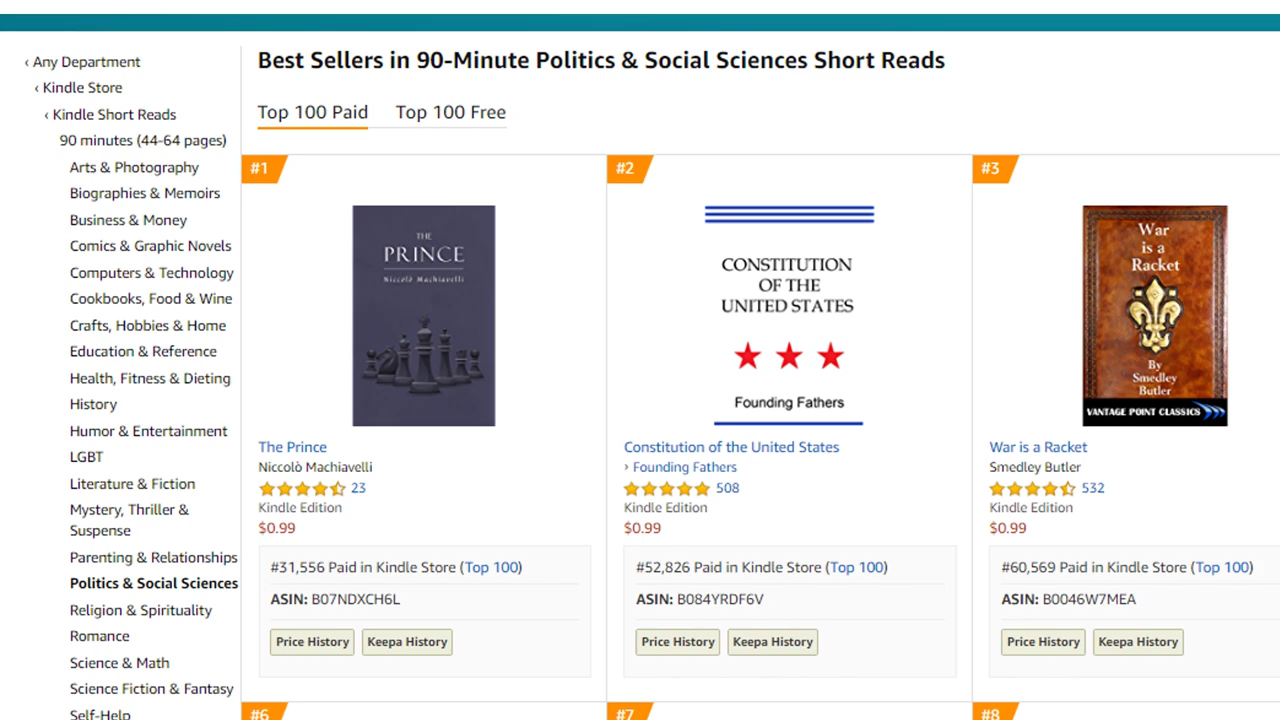 ‹ Any Department
‹ Kindle Store
‹ Kindle Short Reads
90 minutes (44-64 pages)
Arts & Photography
Biographies & Memoirs
Business & Money
Comics & Graphic Novels
Computers & Technology
Cookbooks, Food & Wine
Crafts, Hobbies & Home
Education & Reference
Health, Fitness & Dieting
History
Humor & Entertainment
LGBT
Literature & Fiction
Mystery, Thriller &
Suspense
Parenting & Relationships
Politics & Social Sciences
Religion & Spirituality
Romance
Science & Math
Science Fiction & Fantasy
Self-Help
Best Sellers in 90-Minute Politics & Social Sciences Short Reads
Top 100 Paid Top 100 Free
#1
THE
PRINCE
Niccolò Machiavelli
The Prince
Niccolò Machiavelli
23
Kindle Edition
$0.99
#31,556 Paid in Kindle Store (Top 100)
ASIN: B07NDXCH6L
Price History Keepa History
#2
CONSTITUTION
OF THE
UNITED STATES
Founding Fathers
Constitution of the United States
› Founding Fathers
508
Kindle Edition
$0.99
#52,826 Paid in Kindle Store (Top 100)
ASIN: B084YRDF6V
Price History Keepa History
#3
War
is a
Racket
By
Smedley
Butler
VANTAGE POINT CLASSICS
War is a Racket
Smedley Butler
532
Kindle Edition
$0.99
#60,569 Paid in Kindle Store (Top 100)
ASIN: B0046W7MEA
Price History Keepa History
#6
#7
#8